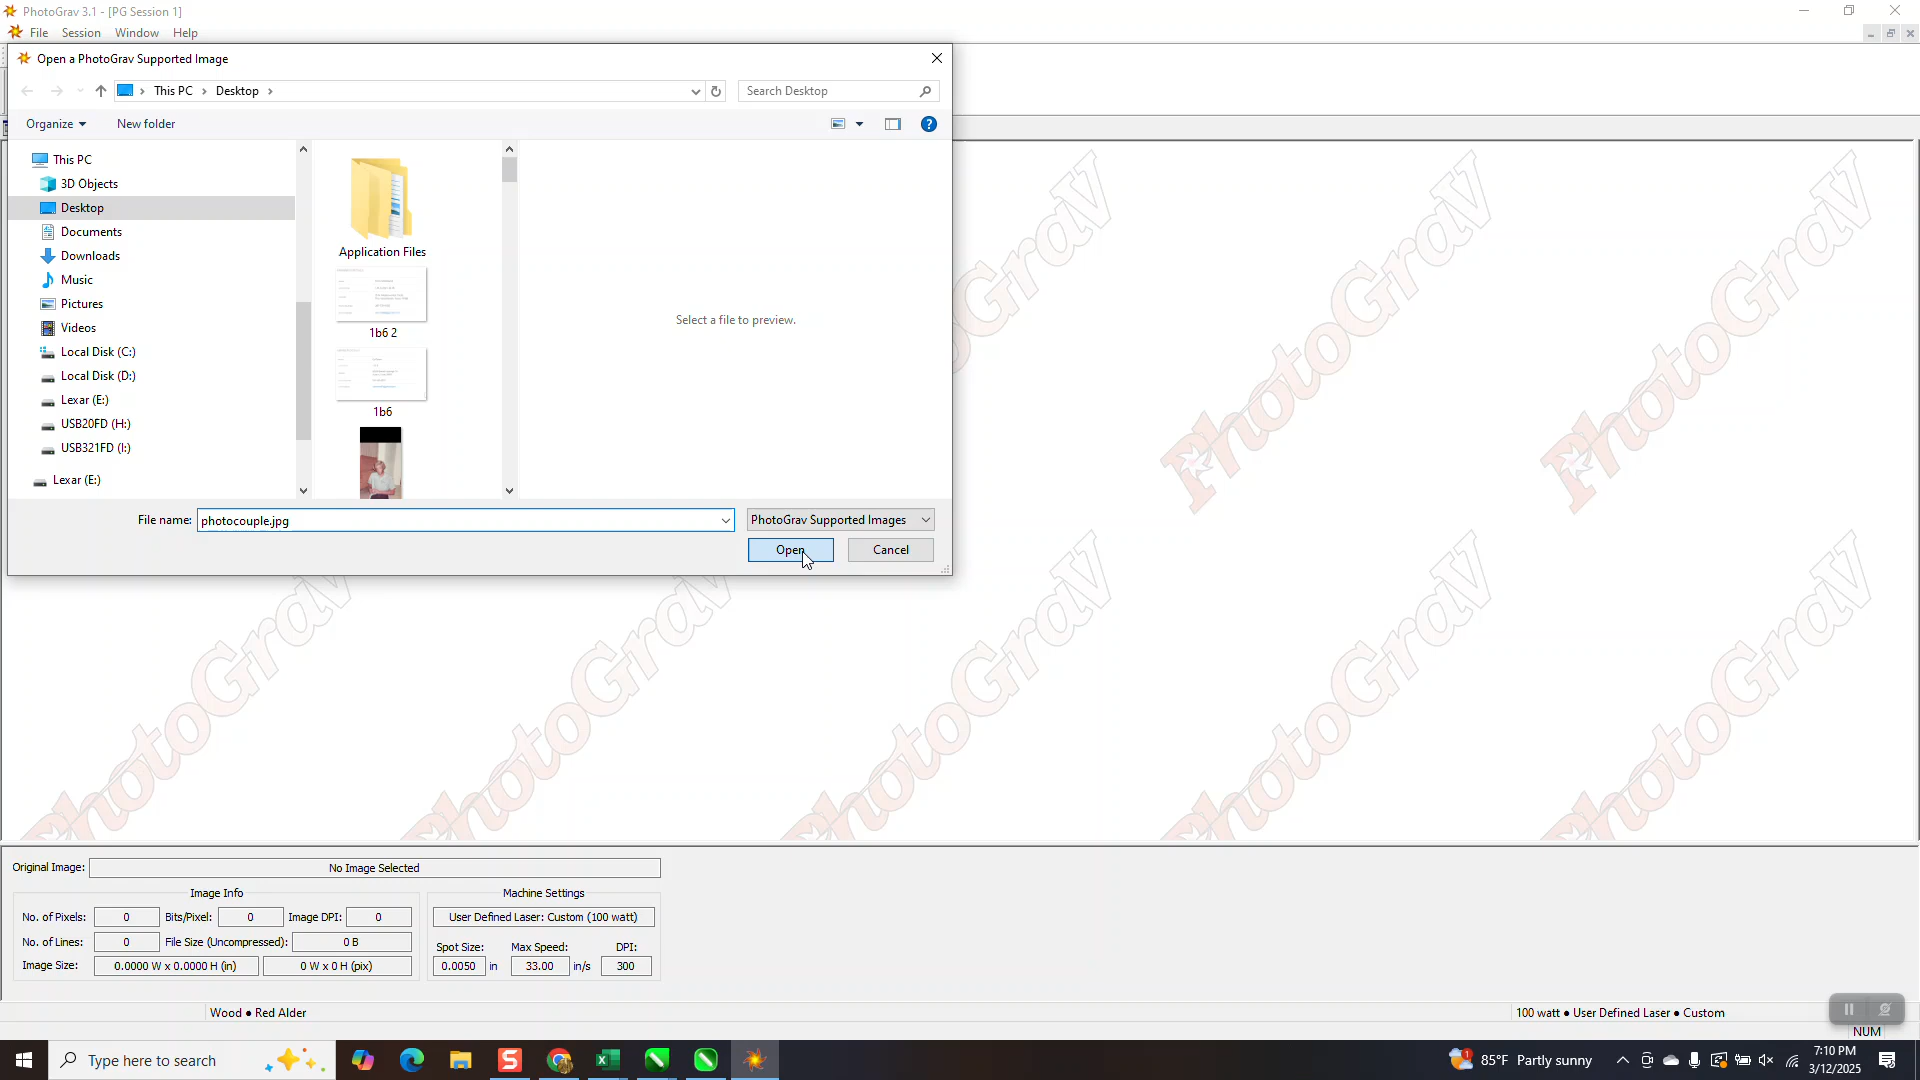 PhotoGrav 3.1 - [PG Session 1]
File Session Window Help
Open a PhotoGrav Supported Image
This PC Desktop
Search Desktop
Organize New folder
This PC
3D Objects
Desktop
Documents
Downloads
Music
Pictures
Videos
Local Disk (C:)
Local Disk (D:)
Lexar (E:)
USB20FD (H:)
USB321FD (I:)
Lexar (E:)
Application Files
1b6 2
1b6
Select a file to preview.
File name: photocouple.jpg PhotoGrav Supported Images
Open Cancel
PhotoGraV PhotoGraV PhotoGraV
PhotoGraV PhotoGraV PhotoGraV PhotoGraV PhotoGraV
Original Image: No Image Selected
Image Info
No. of Pixels: 0 Bits/Pixel: 0 Image DPI: 0
No. of Lines: 0 File Size (Uncompressed): 0 B
Image Size: 0.0000 W x 0.0000 H (in) 0 W x 0 H (pix)
Machine Settings
User Defined Laser: Custom (100 watt)
Spot Size: Max Speed: DPI:
0.0050 in 33.00 in/s 300
Wood ● Red Alder
100 watt ● User Defined Laser ● Custom
NUM
Type here to search
85°F Partly sunny
7:10 PM
3/12/2025